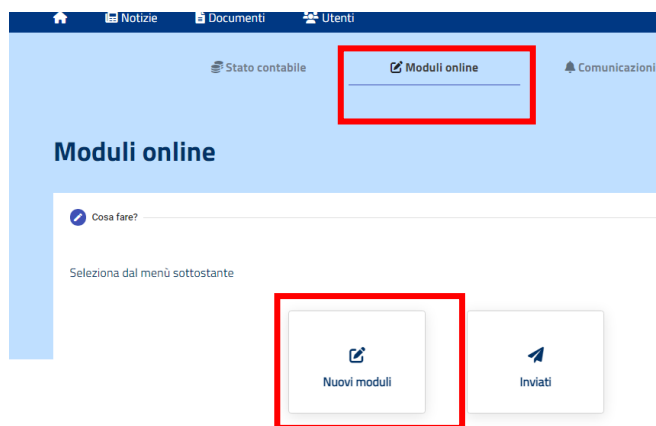 Notizie Documenti Utenti
Stato contabile Moduli online Comunicazioni
Moduli online
Cosa fare?
Seleziona dal menù sottostante
Nuovi moduli Inviati